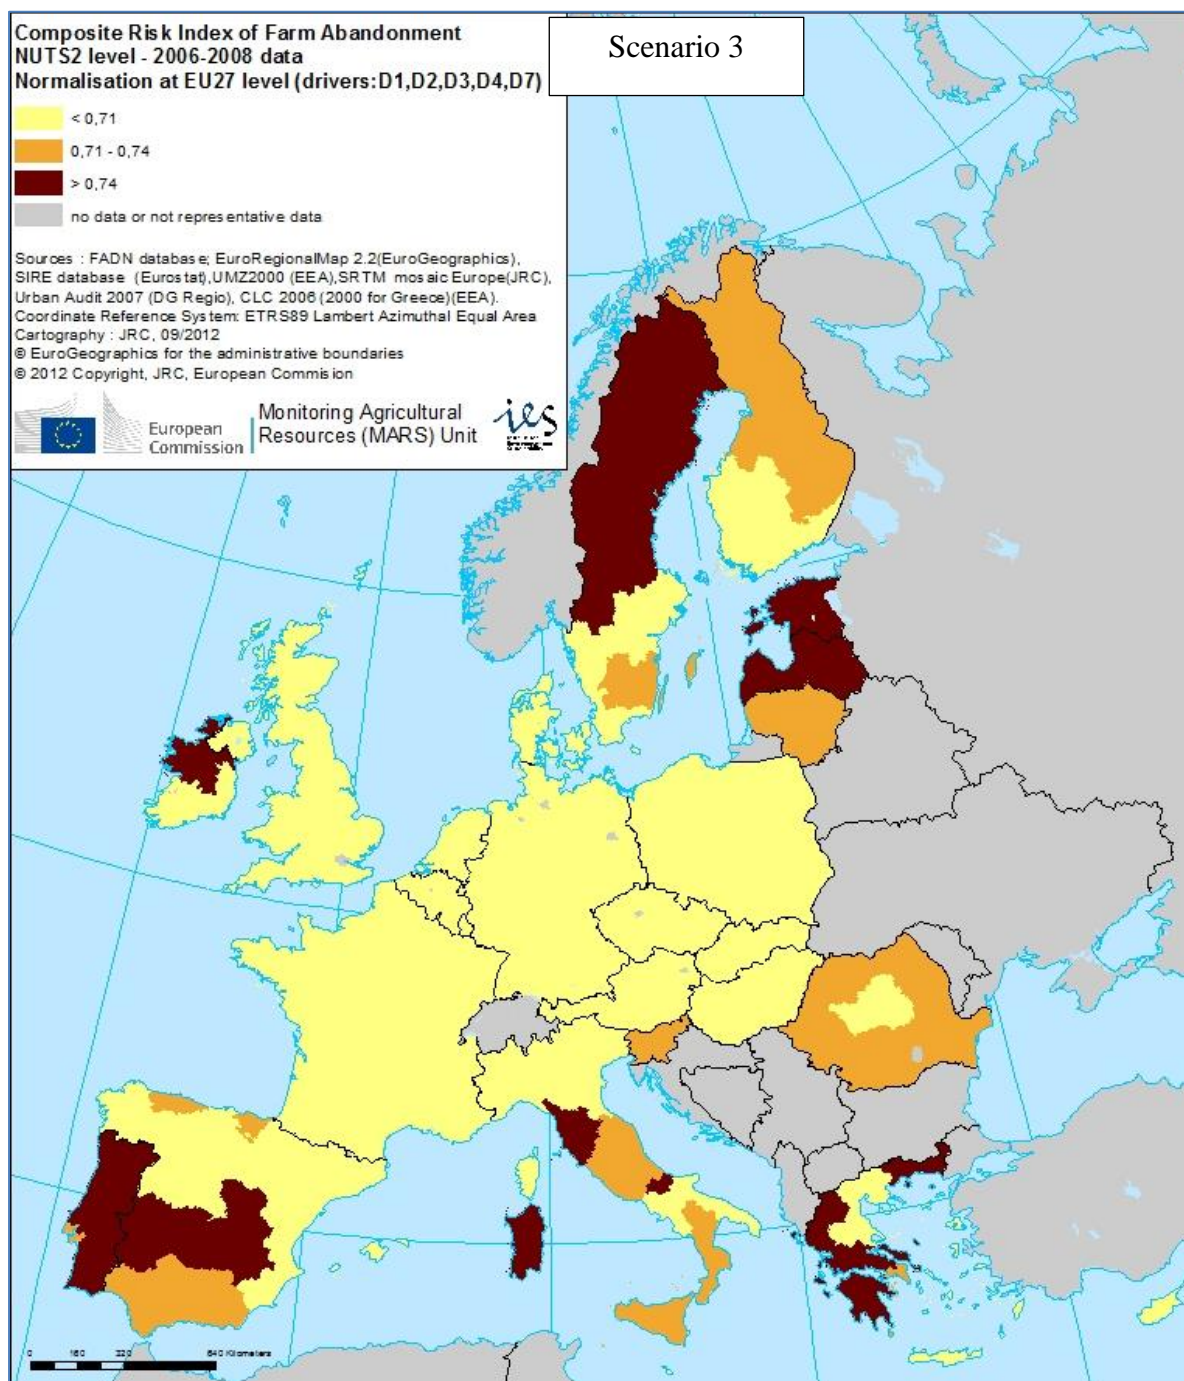 Composite Risk Index of Farm Abandonment
NUTS2 level - 2006-2008 data
Normalisation at EU27 level (drivers:D1,D2,D3,D4,D7)
Scenario 3
< 0,71
0,71 - 0,74
> 0,74
no data or not representative data
Sources : FADN database; EuroRegionalMap 2.2(EuroGeographics),
SIRE database (Eurostat),UMZ2000 (EEA),SRTM mosaic Europe(JRC),
Urban Audit 2007 (DG Regio), CLC 2006 (2000 for Greece)(EEA).
Coordinate Reference System: ETRS89 Lambert Azimuthal Equal Area
Cartography : JRC, 09/2012
© EuroGeographics for the administrative boundaries
© 2012 Copyright, JRC, European Commision
European
Commission
Monitoring Agricultural
Resources (MARS) Unit
ies
0 160 320 640 Kilometers